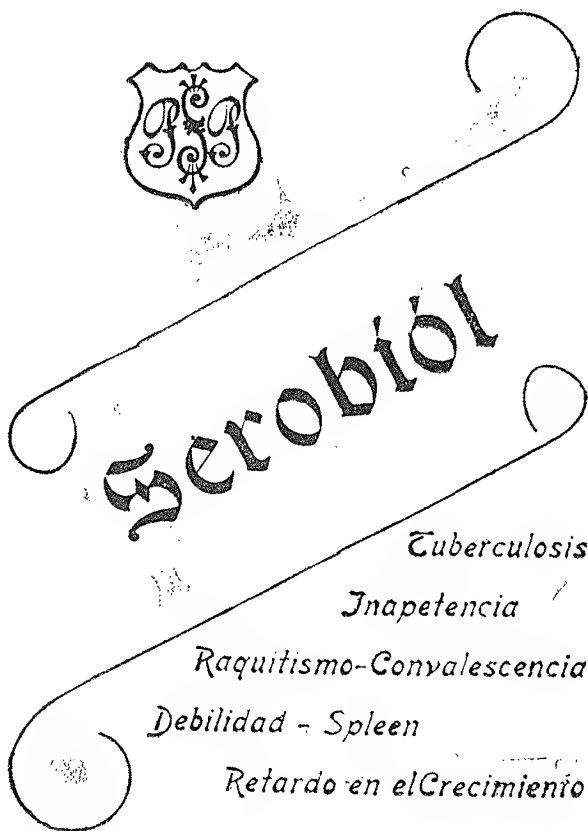 Serobiól
Tuberculosis
Inapetencia
Raquitismo-Convalescencia
Debilidad - Spleen
Retardo en el Crecimiento